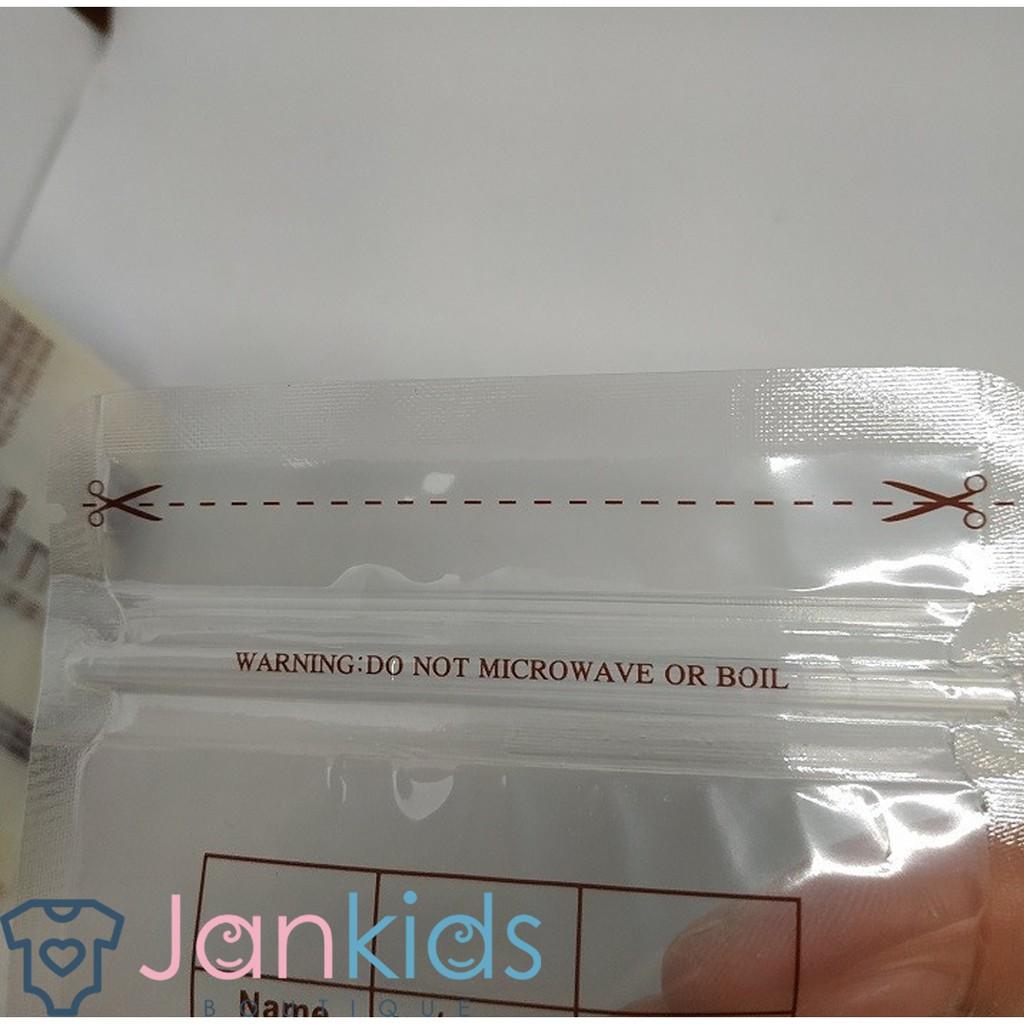 WARNING:DO NOT MICROWAVE OR BOIL
Jankids
BOUTIQUE
Name